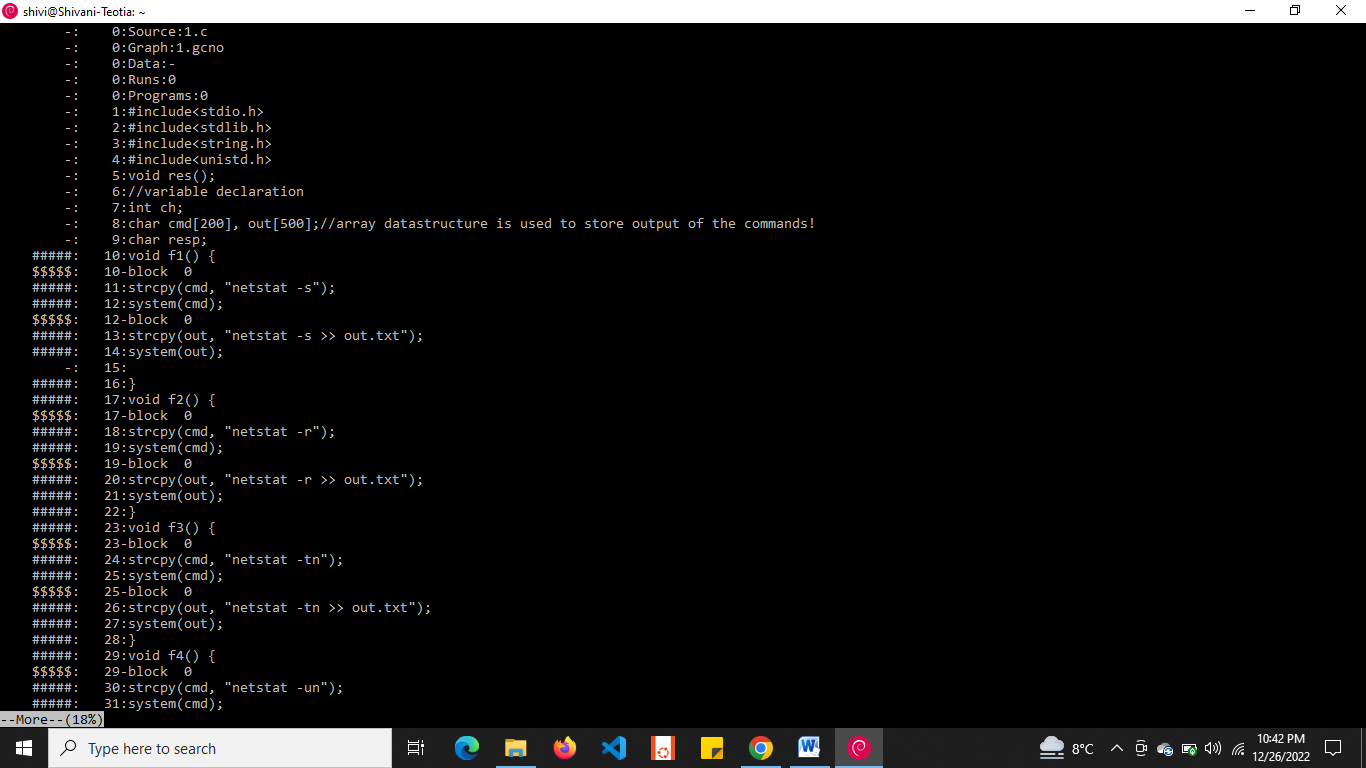 shivi@Shivani-Teotia: ~
-:    0:Source:1.c
-:    0:Graph:1.gcno
-:    0:Data:-
-:    0:Runs:0
-:    0:Programs:0
-:    1:#include<stdio.h>
-:    2:#include<stdlib.h>
-:    3:#include<string.h>
-:    4:#include<unistd.h>
-:    5:void res();
-:    6://variable declaration
-:    7:int ch;
-:    8:char cmd[200], out[500];//array datastructure is used to store output of the commands!
-:    9:char resp;
#####:   10:void f1() {
$$$$$:   10-block  0
#####:   11:strcpy(cmd, "netstat -s");
#####:   12:system(cmd);
$$$$$:   12-block  0
#####:   13:strcpy(out, "netstat -s >> out.txt");
#####:   14:system(out);
-:   15:
#####:   16:}
#####:   17:void f2() {
$$$$$:   17-block  0
#####:   18:strcpy(cmd, "netstat -r");
#####:   19:system(cmd);
$$$$$:   19-block  0
#####:   20:strcpy(out, "netstat -r >> out.txt");
#####:   21:system(out);
#####:   22:}
#####:   23:void f3() {
$$$$$:   23-block  0
#####:   24:strcpy(cmd, "netstat -tn");
#####:   25:system(cmd);
$$$$$:   25-block  0
#####:   26:strcpy(out, "netstat -tn >> out.txt");
#####:   27:system(out);
#####:   28:}
#####:   29:void f4() {
$$$$$:   29-block  0
#####:   30:strcpy(cmd, "netstat -un");
#####:   31:system(cmd);
--More--(18%)
Type here to search
8°C
10:42 PM
12/26/2022